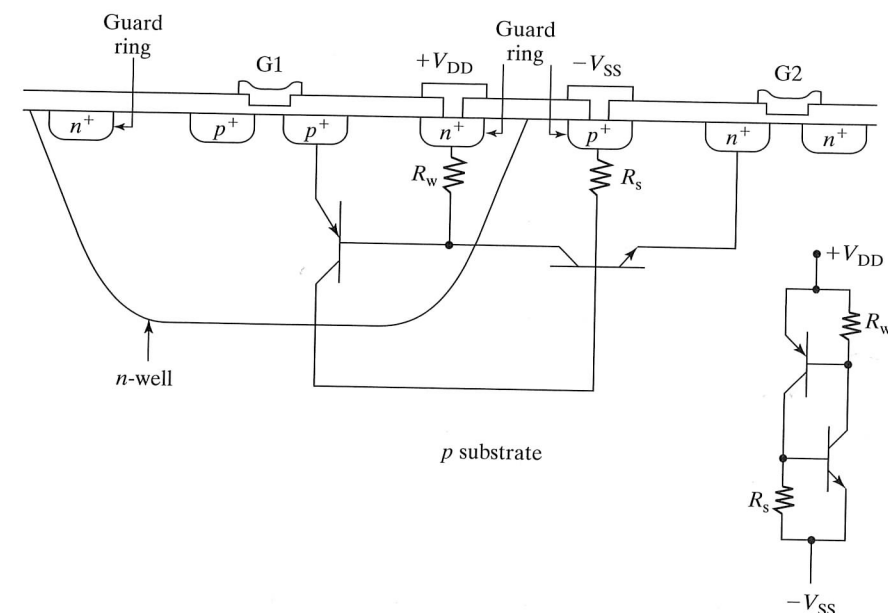 Guard
ring
G1
+V_DD
Guard
ring
−V_SS
G2
n⁺
p⁺
p⁺
n⁺
p⁺
n⁺
n⁺
R_w
R_s
n-well
p substrate
+V_DD
R_w
R_s
−V_SS